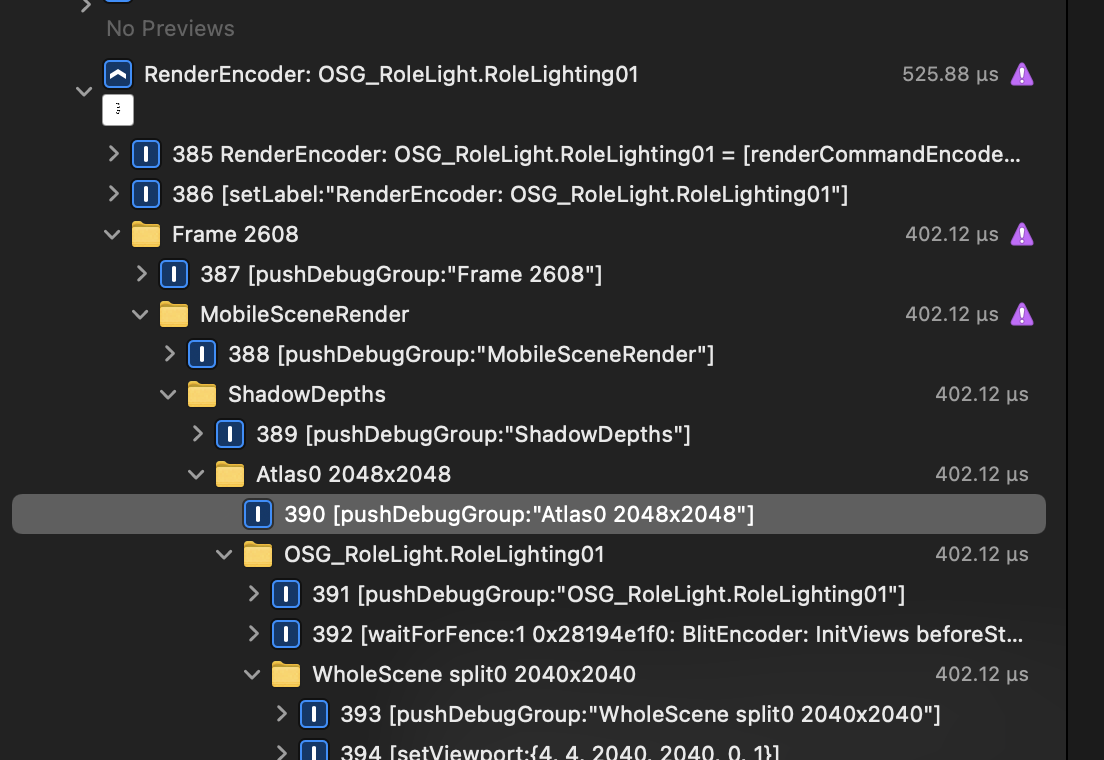 No Previews
RenderEncoder: OSG_RoleLight.RoleLighting01 525.88 µs
385 RenderEncoder: OSG_RoleLight.RoleLighting01 = [renderCommandEncode...
386 [setLabel:"RenderEncoder: OSG_RoleLight.RoleLighting01"]
Frame 2608 402.12 µs
387 [pushDebugGroup:"Frame 2608"]
MobileSceneRender 402.12 µs
388 [pushDebugGroup:"MobileSceneRender"]
ShadowDepths 402.12 µs
389 [pushDebugGroup:"ShadowDepths"]
Atlas0 2048x2048 402.12 µs
390 [pushDebugGroup:"Atlas0 2048x2048"]
OSG_RoleLight.RoleLighting01 402.12 µs
391 [pushDebugGroup:"OSG_RoleLight.RoleLighting01"]
392 [waitForFence:1 0x28194e1f0: BlitEncoder: InitViews beforeSt...
WholeScene split0 2040x2040 402.12 µs
393 [pushDebugGroup:"WholeScene split0 2040x2040"]
394 [setViewport:{4, 4, 2040, 2040, 0, 1}]